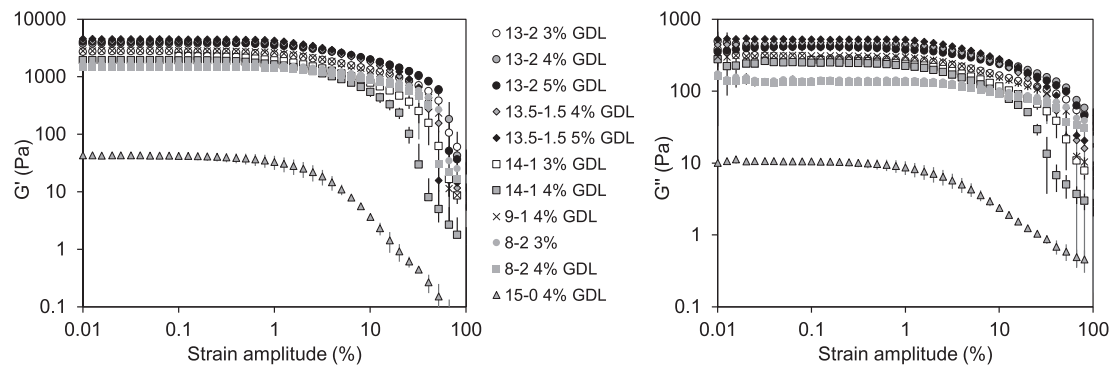 10000
1000
100
10
1
0.1
G' (Pa)
0.01 0.1 1 10 100
Strain amplitude (%)
13-2 3% GDL
13-2 4% GDL
13-2 5% GDL
13.5-1.5 4% GDL
13.5-1.5 5% GDL
14-1 3% GDL
14-1 4% GDL
9-1 4% GDL
8-2 3%
8-2 4% GDL
15-0 4% GDL
1000
100
10
1
0.1
G'' (Pa)
0.01 0.1 1 10 100
Strain amplitude (%)